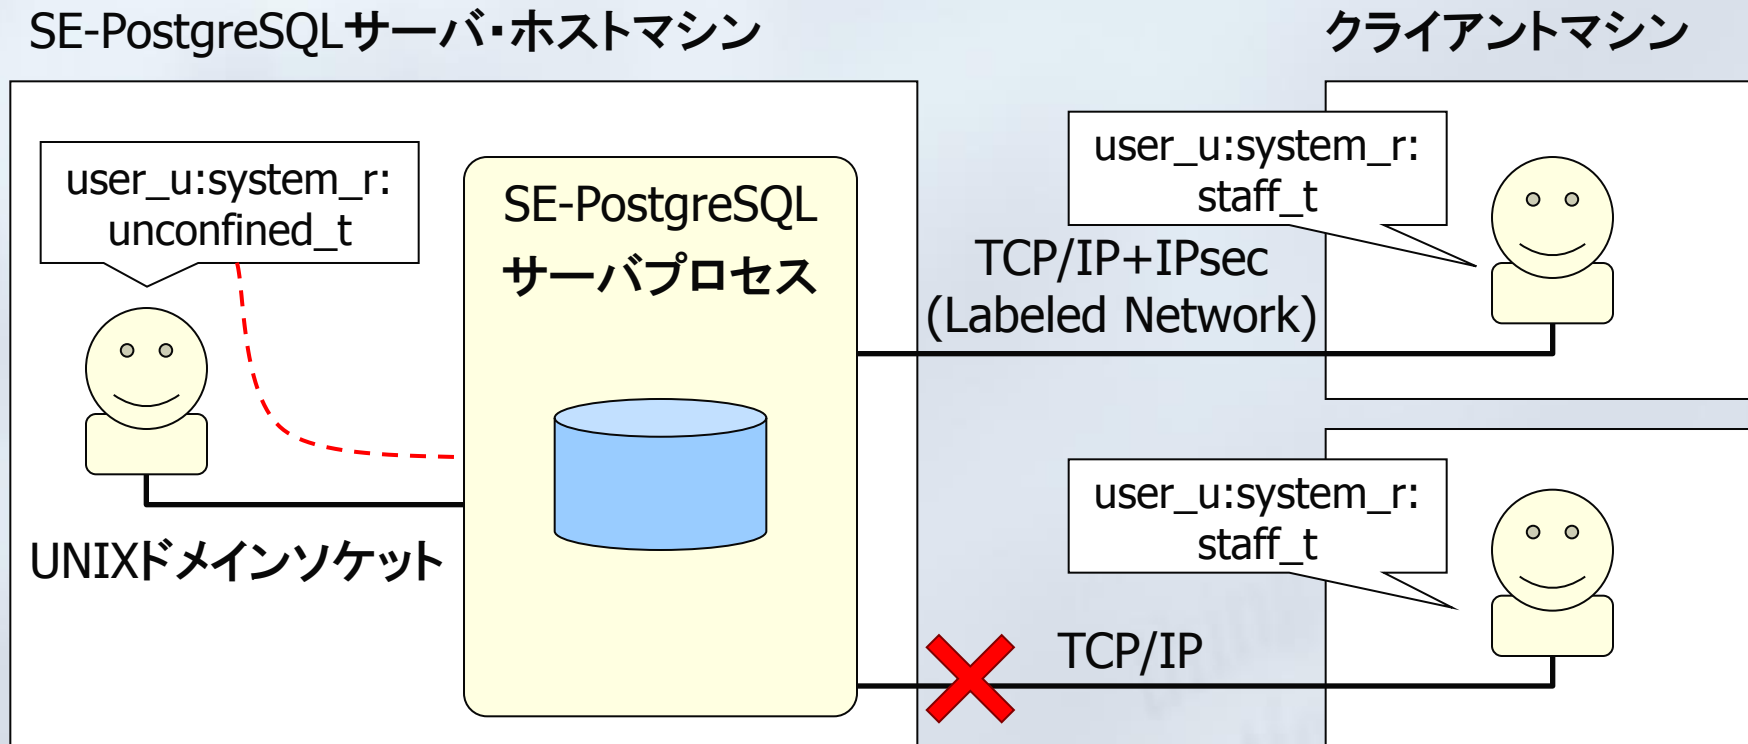 SE-PostgreSQLサーバ・ホストマシン
クライアントマシン
user_u:system_r:
unconfined_t
SE-PostgreSQL
サーバプロセス
UNIXドメインソケット
user_u:system_r:
staff_t
TCP/IP+IPsec
(Labeled Network)
user_u:system_r:
staff_t
TCP/IP